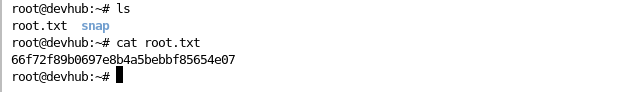 root@devhub:~# ls
root.txt  snap
root@devhub:~# cat root.txt
66f72f89b0697e8b4a5bebbf85654e07
root@devhub:~#